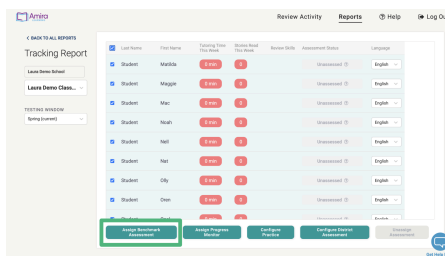 Amira
Review Activity
Reports
Help
Log Ou
< BACK TO ALL REPORTS
Tracking Report
Laura Demo School
Laura Demo Class...
TESTING WINDOW
Spring (current)
Last Name First Name Tutoring Time This Week Stories Read This Week Review Skills Assessment Status Language
Student Matilda 0 min 0 Unassessed English
Student Maggie 0 min 0 Unassessed English
Student Mac 0 min 0 Unassessed English
Student Noah 0 min 0 Unassessed English
Student Nell 0 min 0 Unassessed English
Student Nat 0 min 0 Unassessed English
Student Olly 0 min 0 Unassessed English
Student Oren 0 min 0 Unassessed English
Assign Benchmark
Assessment
Assign Progress
Monitor
Configure
Practice
Configure District
Assessment
Unassign
Assessment
Get Help